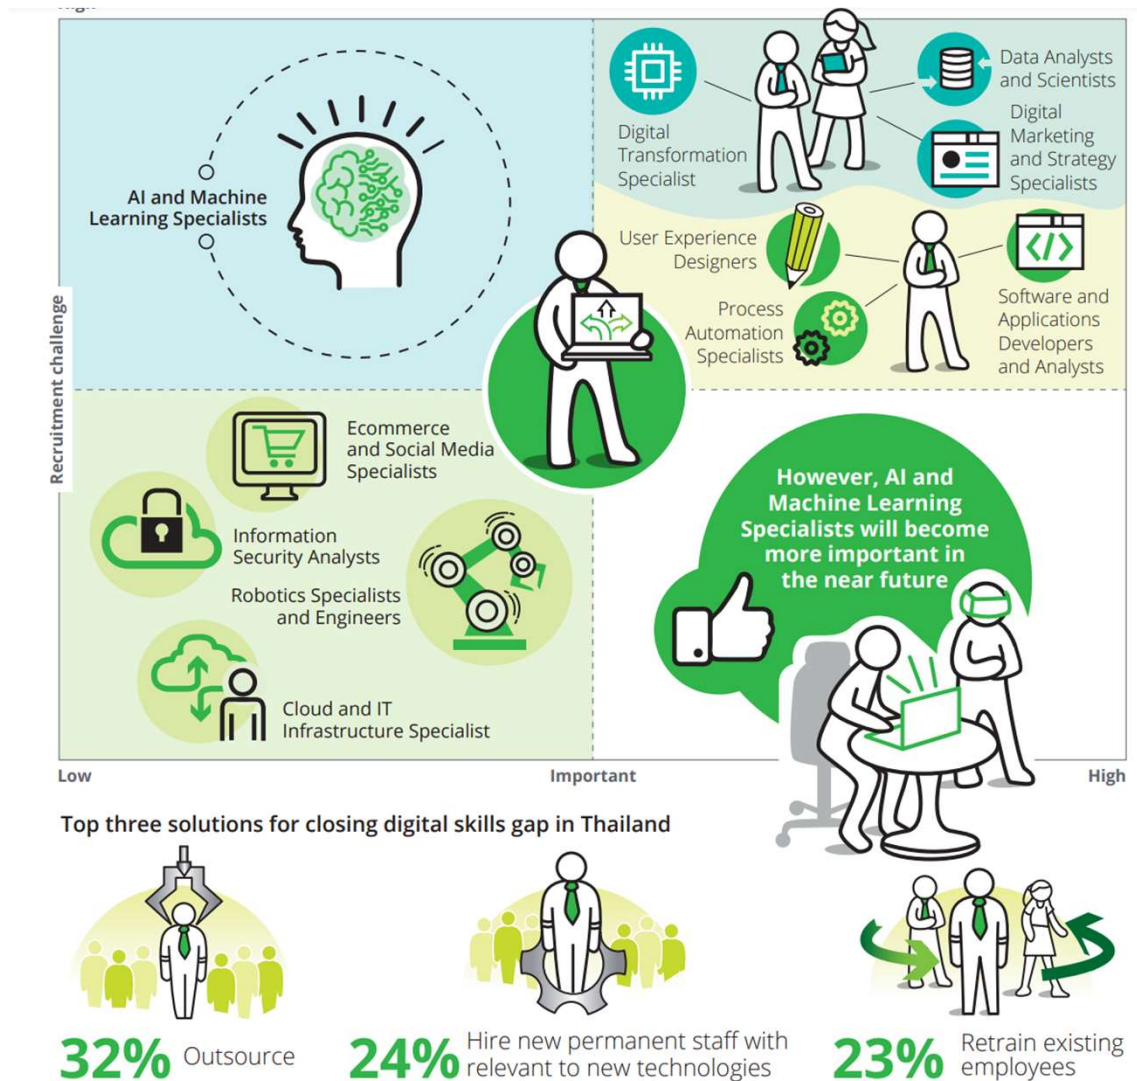 AI and Machine
Learning Specialists
Digital
Transformation
Specialist
Data Analysts
and Scientists
Digital
Marketing
and Strategy
Specialists
User Experience
Designers
Process
Automation
Specialists
Software and
Applications
Developers
and Analysts
Recruitment challenge
Ecommerce
and Social Media
Specialists
Information
Security Analysts
Robotics Specialists
and Engineers
Cloud and IT
Infrastructure Specialist
However, AI and
Machine Learning
Specialists will become
more important in
the near future
Low
Important
High
Top three solutions for closing digital skills gap in Thailand
32% Outsource
24% Hire new permanent staff with
relevant to new technologies
23% Retrain existing
employees